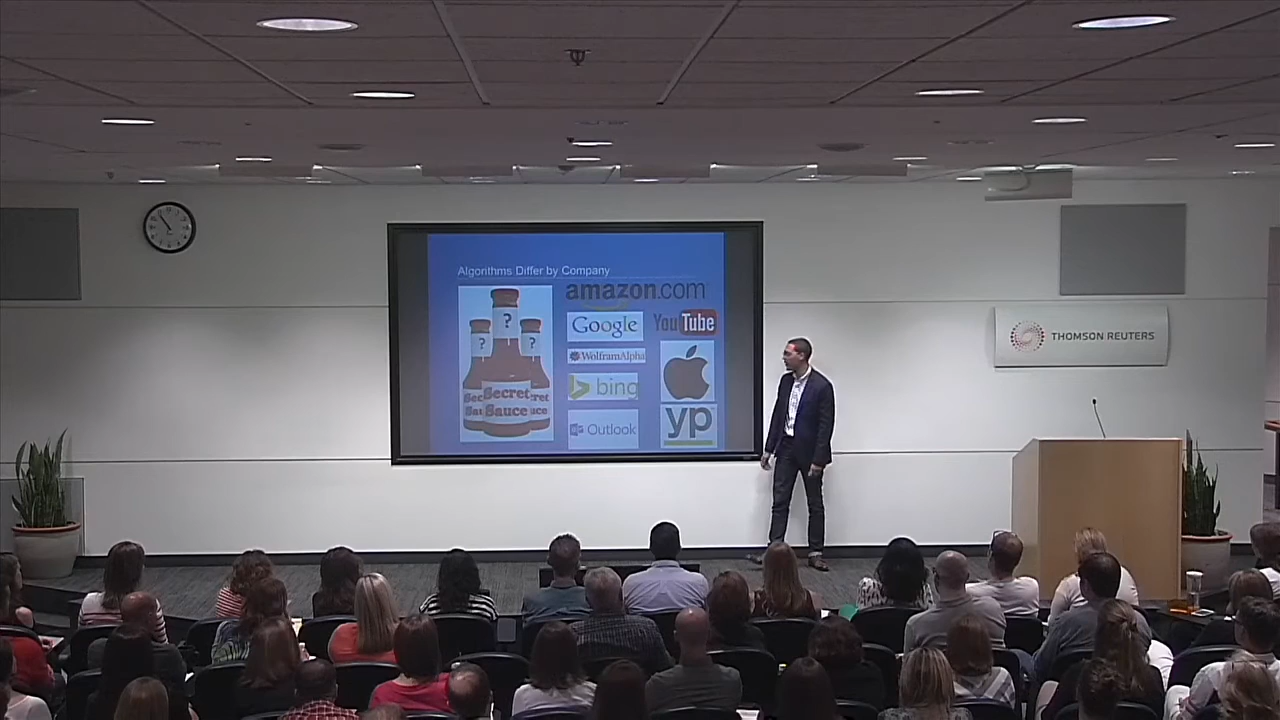 Algorithms Differ by Company
?
?
?
Secret
Sauce
amazon.com
Google
YouTube
WolframAlpha
bing
Outlook
yp
THOMSON REUTERS